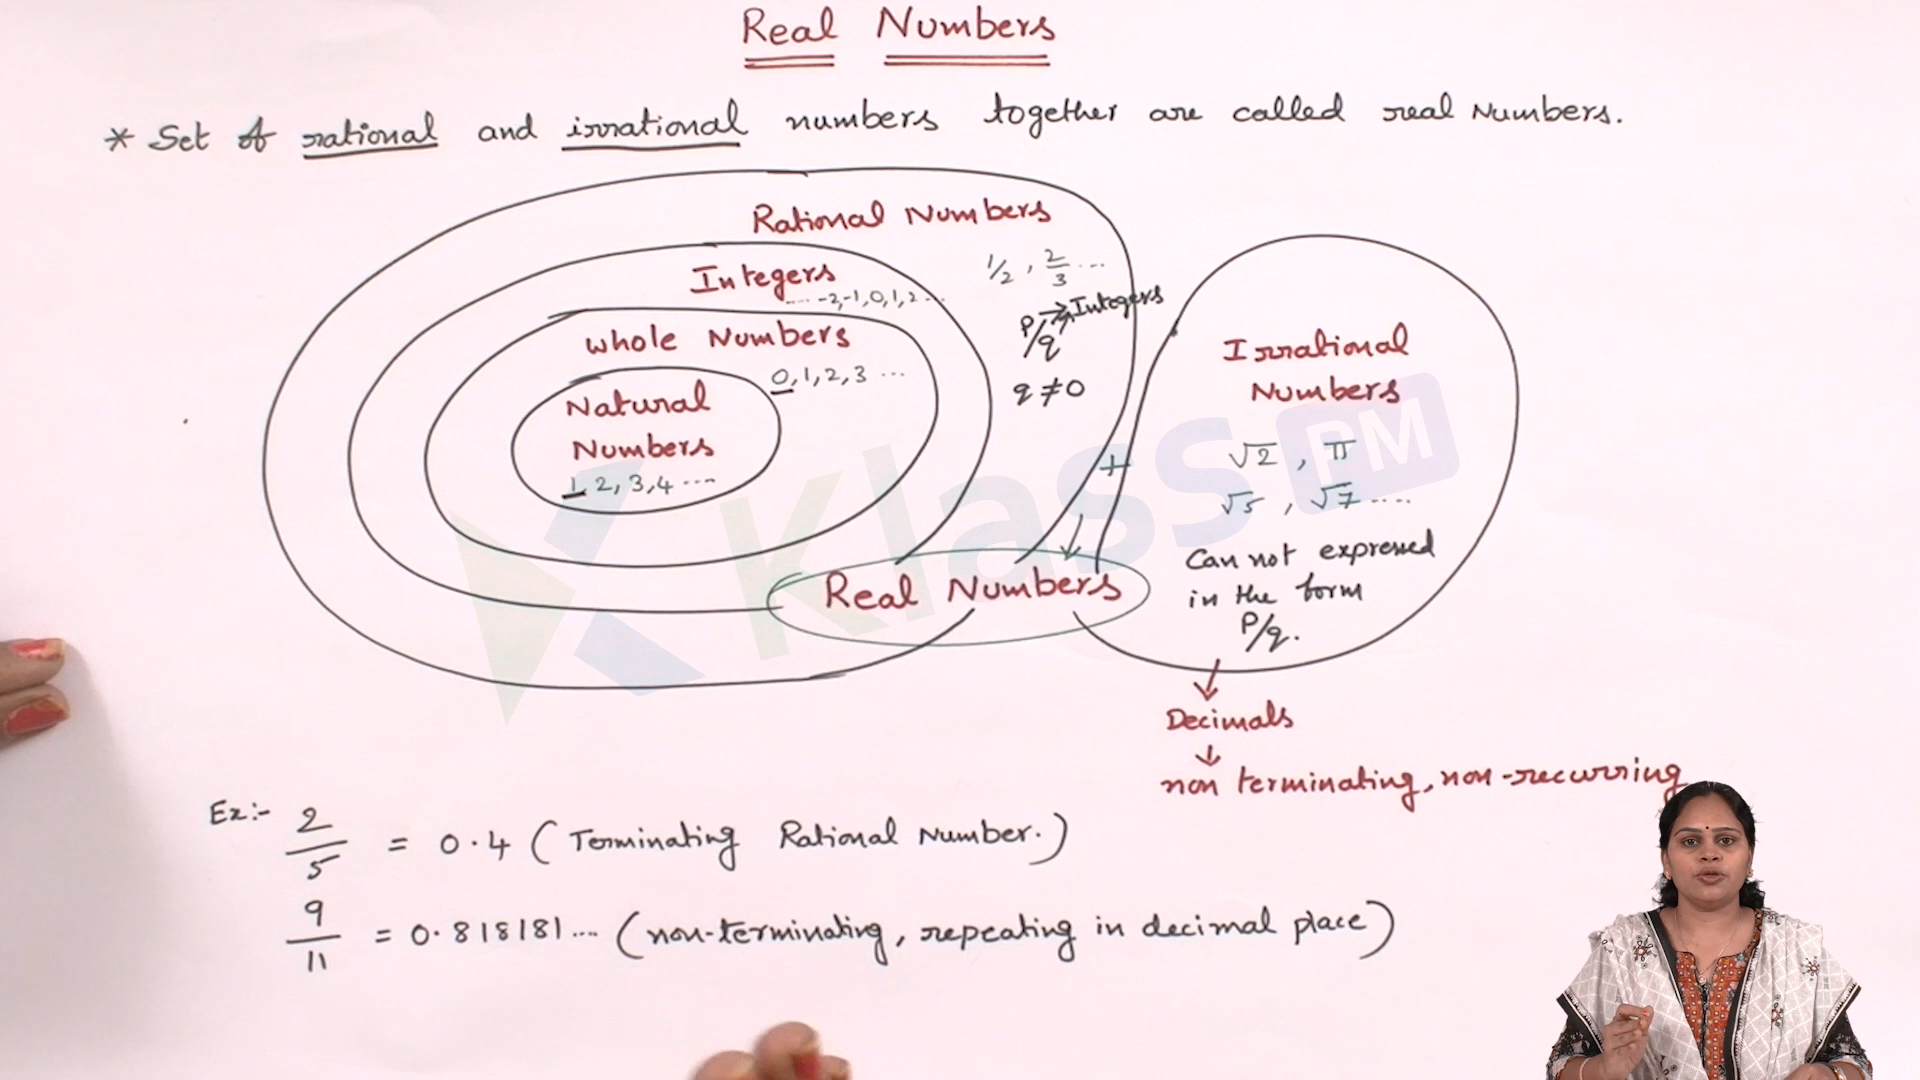 Real Numbers
* Set of rational and irrational numbers together are called real Numbers.
Rational Numbers
1/2, 2/3 ...
Integers
.... -2,-1,0,1,2...
P/q → Integers
q ≠ 0
Whole Numbers
0,1,2,3 ...
Natural
Numbers
1, 2, 3,4 ....
Irrational
Numbers
√2 , π
√5 , √7 ....
Can not expressed
in the form
P/q.
+
Real Numbers
Decimals
non terminating, non-recurring
Ex:- 2/5 = 0.4 (Terminating Rational Number.)
9/11 = 0.818181... (non-terminating, repeating in decimal place)
Klass PM